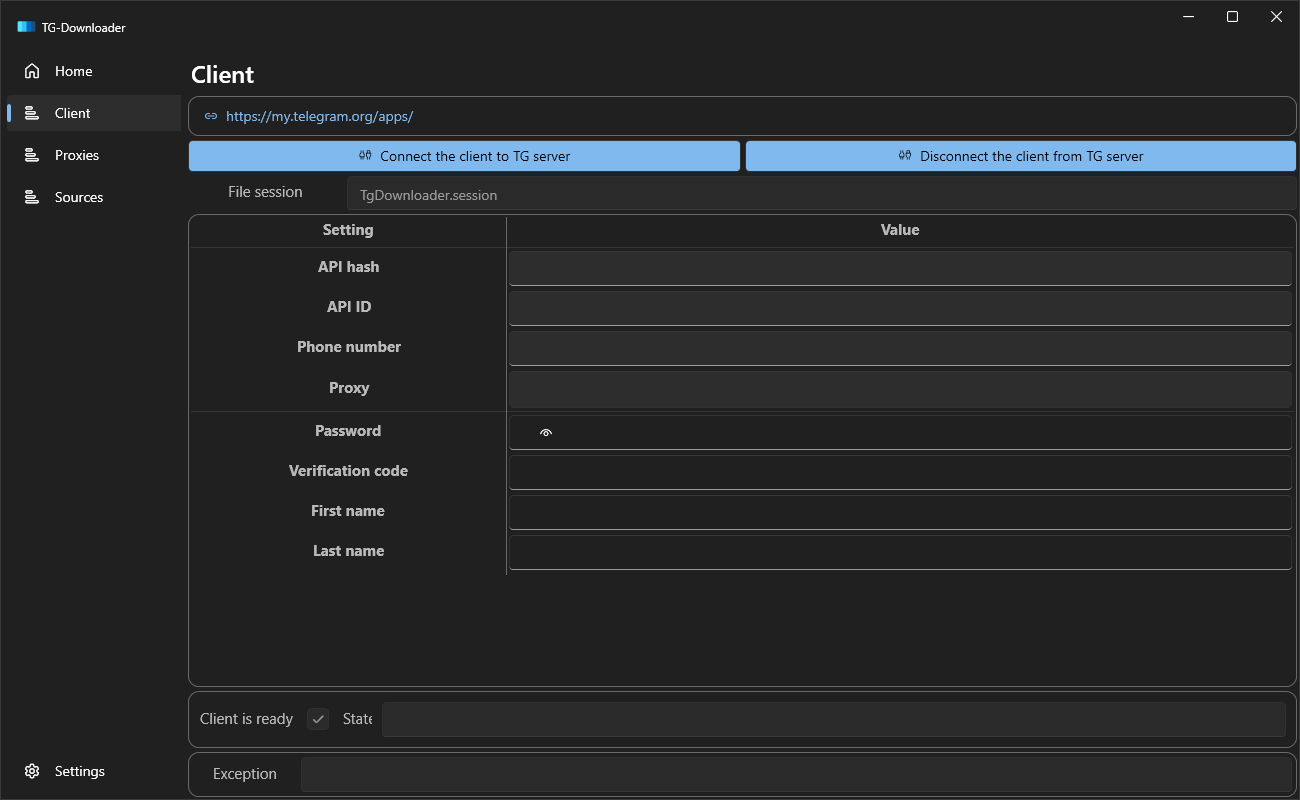 TG-Downloader
Home
Client
Proxies
Sources
Settings
Client
https://my.telegram.org/apps/
Connect the client to TG server
Disconnect the client from TG server
File session
TgDownloader.session
Setting
Value
API hash
API ID
Phone number
Proxy
Password
Verification code
First name
Last name
Client is ready
State
Exception